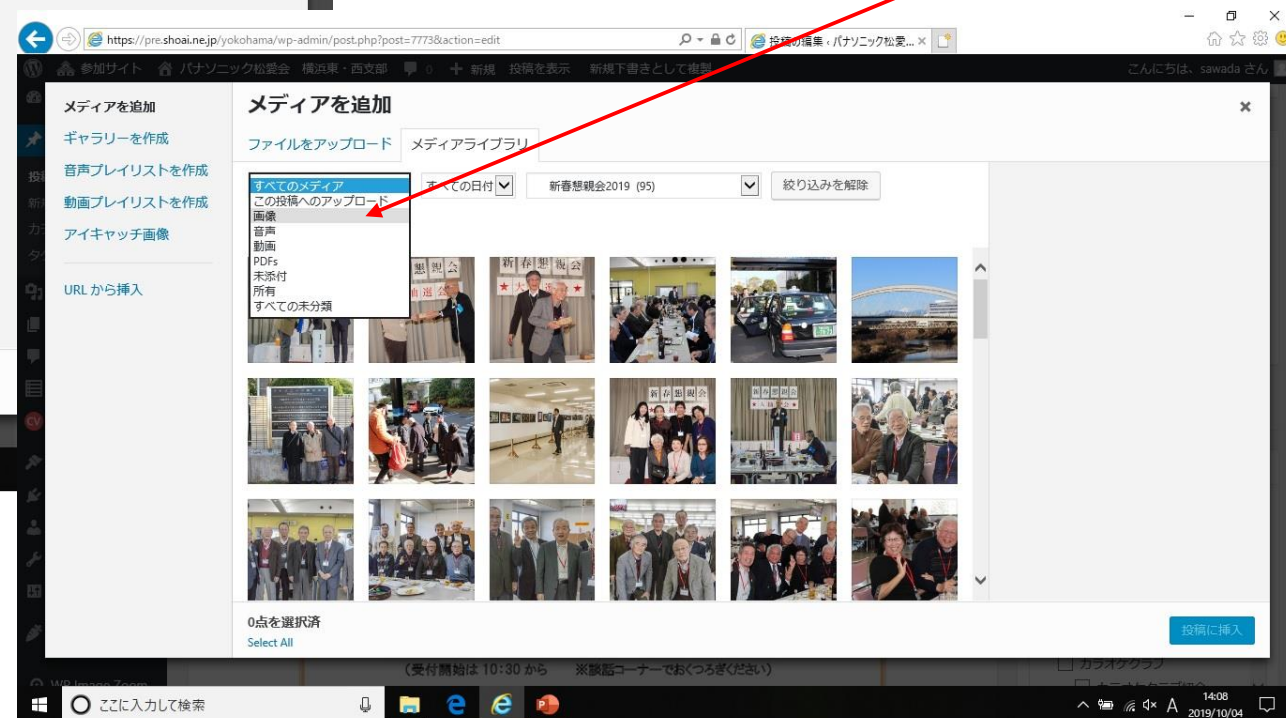 https://pre.shoai.ne.jp/yokohama/wp-admin/post.php?post=7773&action=edit
投稿の編集 ‹ パナソニック松愛...
参加サイト パナソニック松愛会 横浜東・西支部 0 新規 投稿を表示 新規下書きとして複製
こんにちは、sawada さん
メディアを追加
ギャラリーを作成
音声プレイリストを作成
動画プレイリストを作成
アイキャッチ画像
URL から挿入
メディアを追加
ファイルをアップロード メディアライブラリ
すべてのメディア
この投稿へのアップロード
画像
音声
動画
PDFs
未添付
所有
すべての未分類
すべての日付
新春懇親会2019 (95)
絞り込みを解除
0点を選択済
Select All
投稿に挿入
(受付開始は 10:30 から ※談話コーナーでおくつろぎください)
カラオケクラブ
WP Image Zoom
ここに入力して検索
A
14:08
2019/10/04